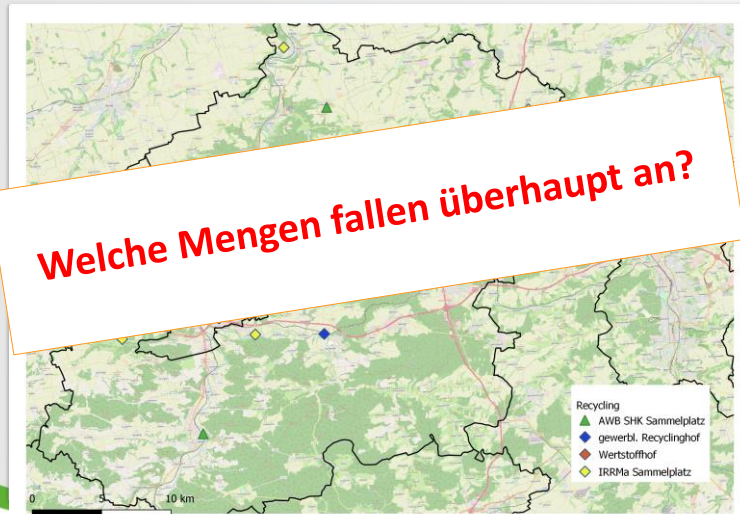 Welche Mengen fallen überhaupt an?
Recycling
AWB SHK Sammelplatz
gewerbl. Recyclinghof
Wertstoffhof
IRRMa Sammelplatz
0 5 10 km